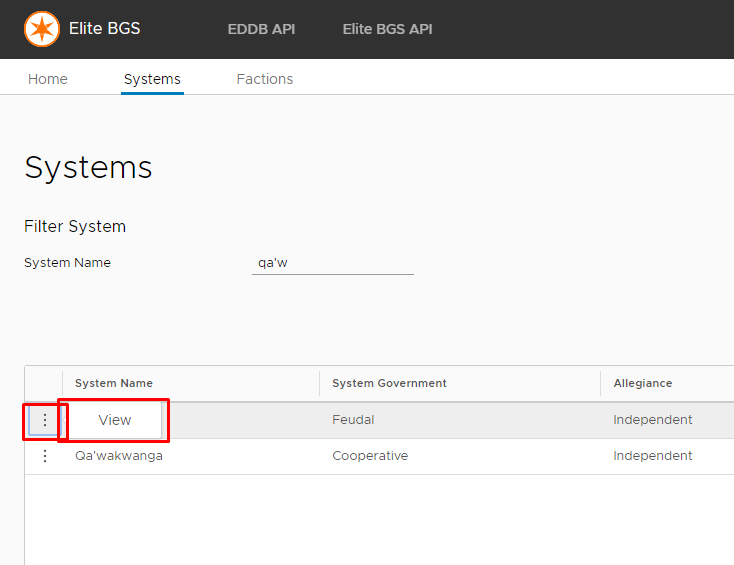 Elite BGS EDDB API Elite BGS API
Home Systems Factions
Systems
Filter System
System Name qa'w
System Name System Government Allegiance
View Feudal Independent
Qa'wakwanga Cooperative Independent